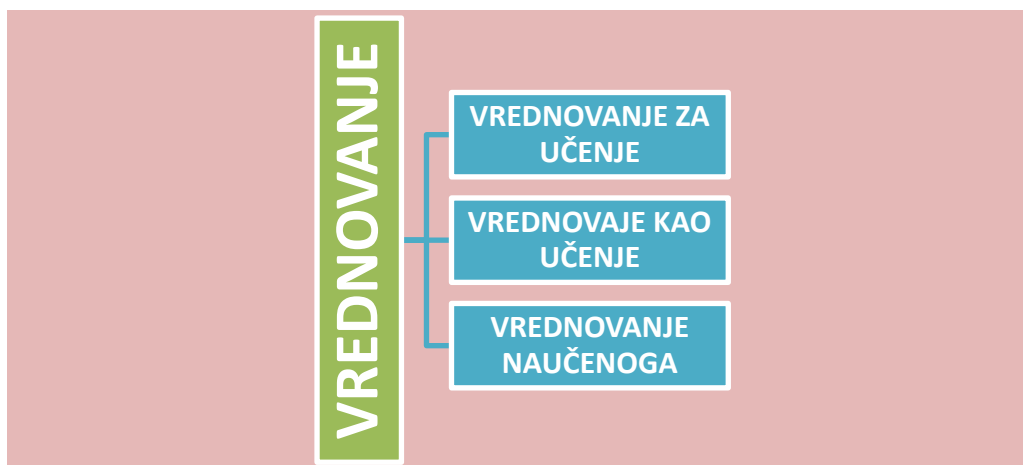 VREDNOVANJE
VREDNOVANJE ZA
UČENJE
VREDNOVAJE KAO
UČENJE
VREDNOVANJE
NAUČENOGA